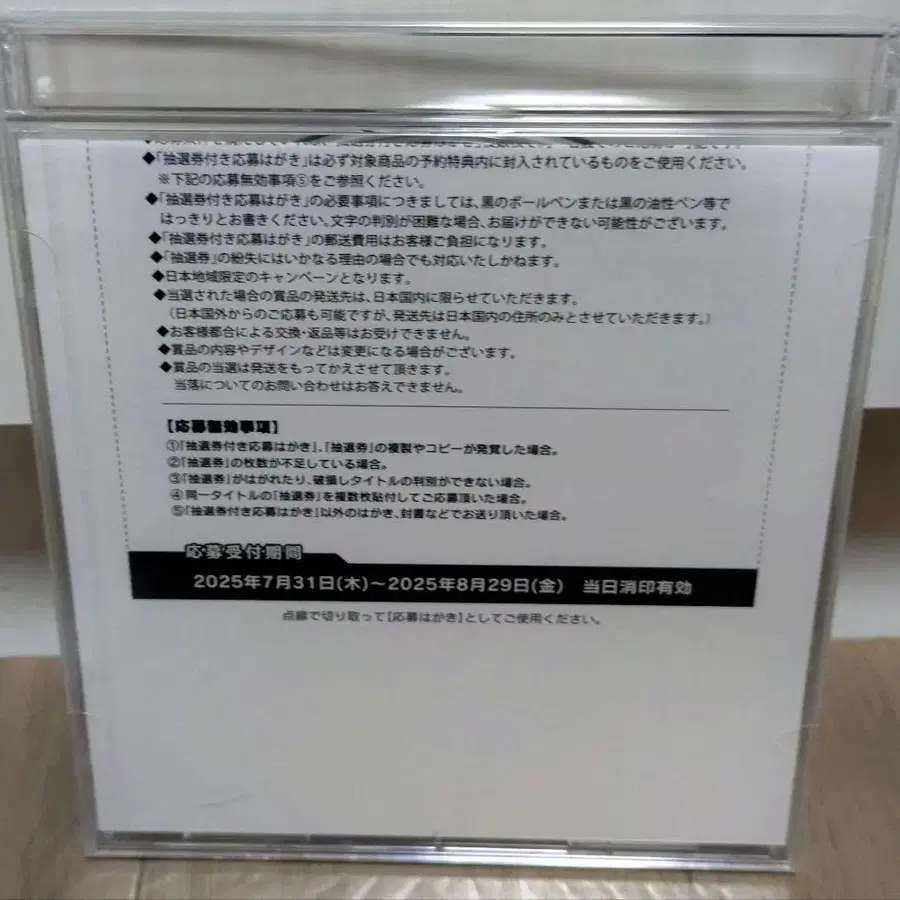 ◆「抽選券付き応募はがき」は必ず対象商品の予約特典内に封入されているものをご使用ください。
※下記の応募無効事項⑤をご参照ください。
◆「抽選券付き応募はがき」の必要事項につきましては、黒のボールペンまたは黒の油性ペン等で
はっきりとお書きください。文字の判別が困難な場合、お届けができない可能性がございます。
◆「抽選券付き応募はがき」の郵送費用はお客様ご負担になります。
◆「抽選券」の紛失にはいかなる理由の場合でも対応いたしかねます。
◆日本地域限定のキャンペーンとなります。
◆当選された場合の賞品の発送先は、日本国内に限らせていただきます。
（日本国外からのご応募も可能ですが、発送先は日本国内の住所のみとさせていただきます。）
◆お客様都合による交換・返品等はお受けできません。
◆賞品の内容やデザインなどは変更になる場合がございます。
◆賞品の当選は発送をもってかえさせて頂きます。
当落についてのお問い合わせはお答えできません。
【応募無効事項】
①「抽選券付き応募はがき」、「抽選券」の複製やコピーが発覚した場合。
②「抽選券」の枚数が不足している場合。
③「抽選券」がはがれたり、破損しタイトルの判別ができない場合。
④同一タイトルの「抽選券」を複数枚貼付してご応募頂いた場合。
⑤「抽選券付き応募はがき」以外のはがき、封書などでお送り頂いた場合。
応募受付期間
2025年7月31日(木)～2025年8月29日(金) 当日消印有効
点線で切り取って【応募はがき】としてご使用ください。